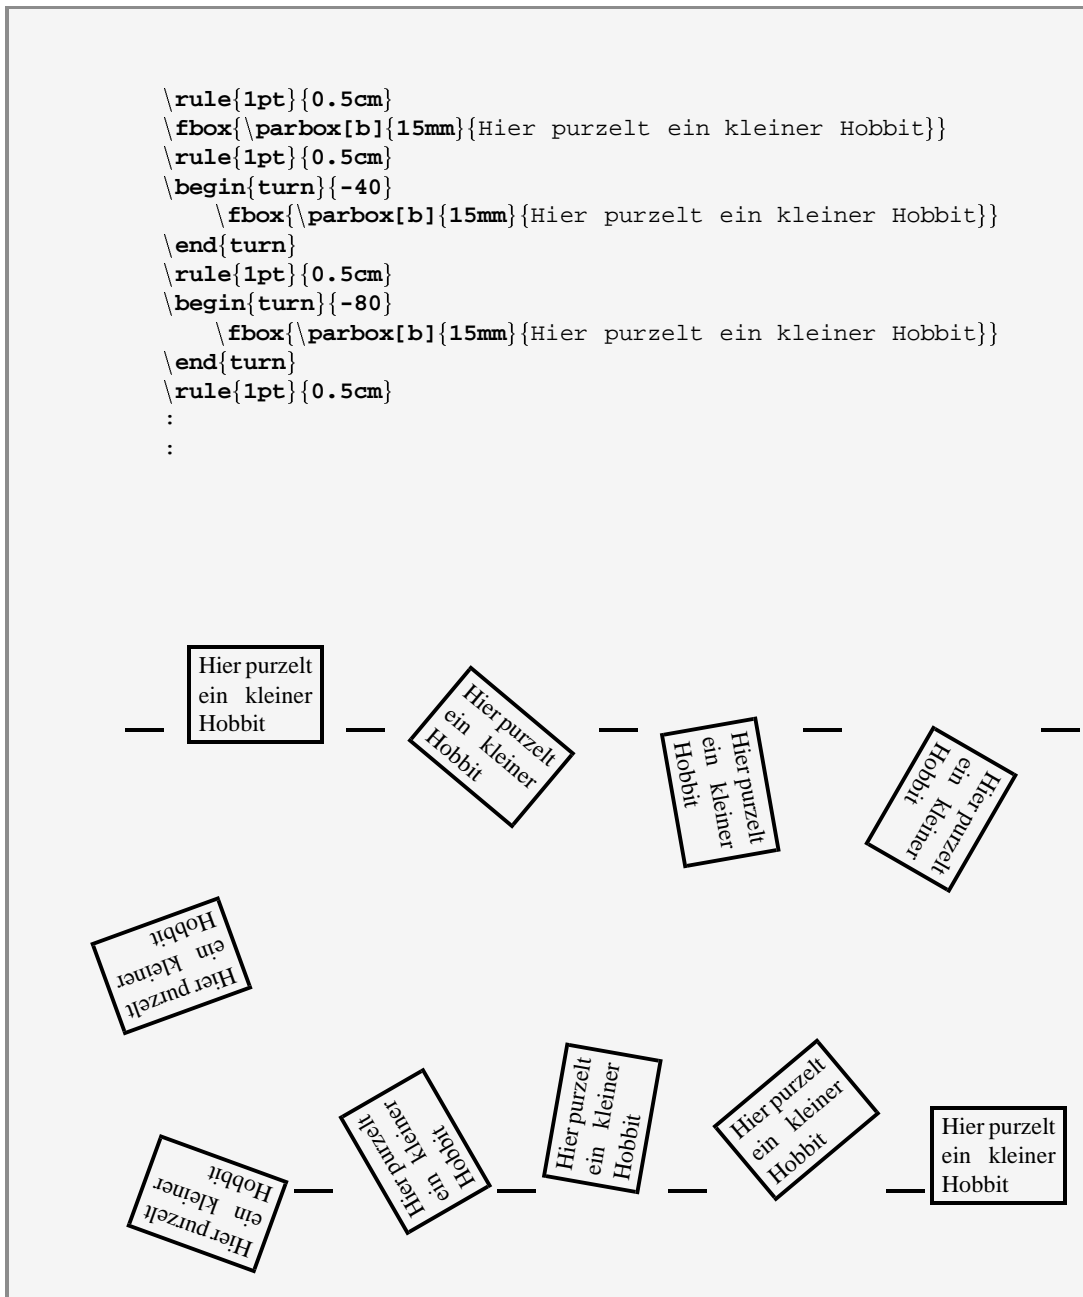 \rule{1pt}{0.5cm}
\fbox{\parbox[b]{15mm}{Hier purzelt ein kleiner Hobbit}}
\rule{1pt}{0.5cm}
\begin{turn}{-40}
    \fbox{\parbox[b]{15mm}{Hier purzelt ein kleiner Hobbit}}
\end{turn}
\rule{1pt}{0.5cm}
\begin{turn}{-80}
    \fbox{\parbox[b]{15mm}{Hier purzelt ein kleiner Hobbit}}
\end{turn}
\rule{1pt}{0.5cm}
:
:
Hier purzelt
ein kleiner
Hobbit
Hier purzelt
ein kleiner
Hobbit
Hier purzelt
ein kleiner
Hobbit
Hier purzelt
ein kleiner
Hobbit
Hier purzelt
ein kleiner
Hobbit
Hier purzelt
ein kleiner
Hobbit
Hier purzelt
ein kleiner
Hobbit
Hier purzelt
ein kleiner
Hobbit
Hier purzelt
ein kleiner
Hobbit
Hier purzelt
ein kleiner
Hobbit